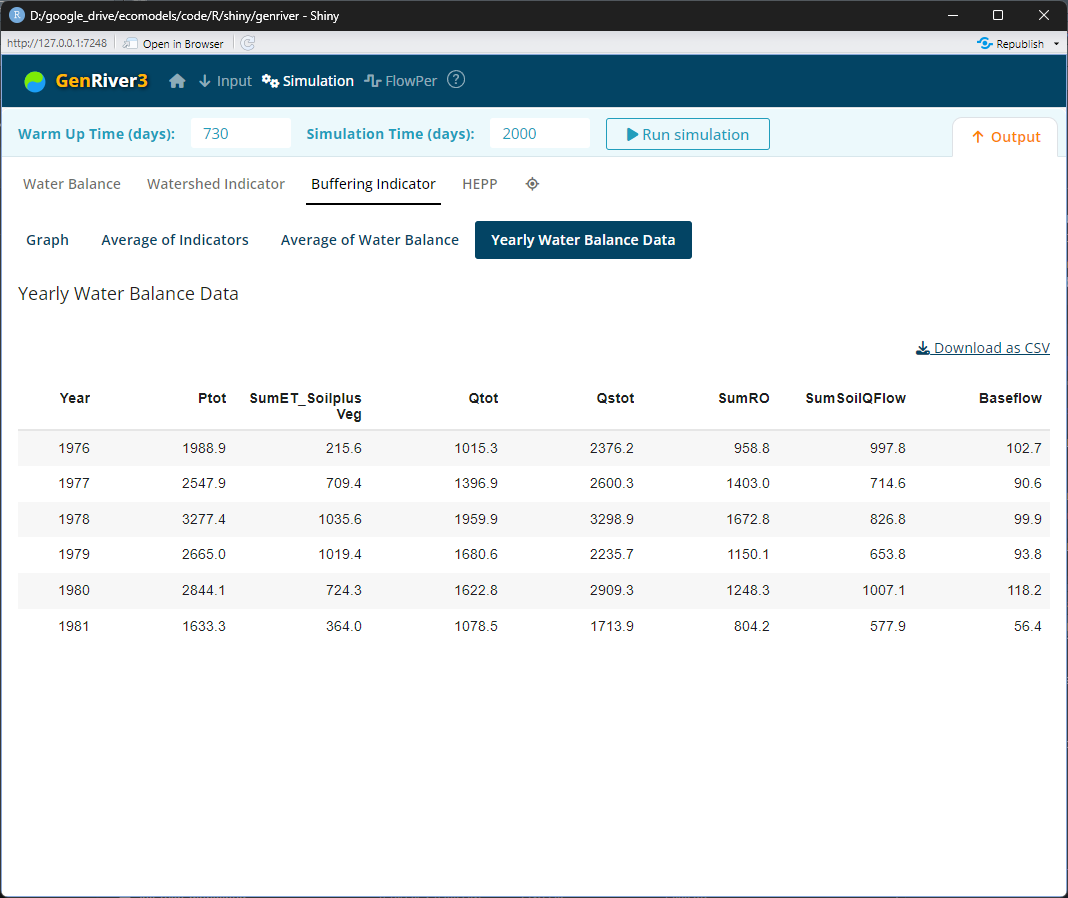 D:/google_drive/ecomodels/code/R/shiny/genriver - Shiny
http://127.0.0.1:7248 Open in Browser Republish
GenRiver3 Input Simulation FlowPer ?
Warm Up Time (days): 730 Simulation Time (days): 2000 Run simulation Output
Water Balance Watershed Indicator Buffering Indicator HEPP
Graph Average of Indicators Average of Water Balance Yearly Water Balance Data
Yearly Water Balance Data
Download as CSV
Year Ptot SumET_Soilplus Qtot Qstot SumRO SumSoilQFlow Baseflow
Veg
1976 1988.9 215.6 1015.3 2376.2 958.8 997.8 102.7
1977 2547.9 709.4 1396.9 2600.3 1403.0 714.6 90.6
1978 3277.4 1035.6 1959.9 3298.9 1672.8 826.8 99.9
1979 2665.0 1019.4 1680.6 2235.7 1150.1 653.8 93.8
1980 2844.1 724.3 1622.8 2909.3 1248.3 1007.1 118.2
1981 1633.3 364.0 1078.5 1713.9 804.2 577.9 56.4